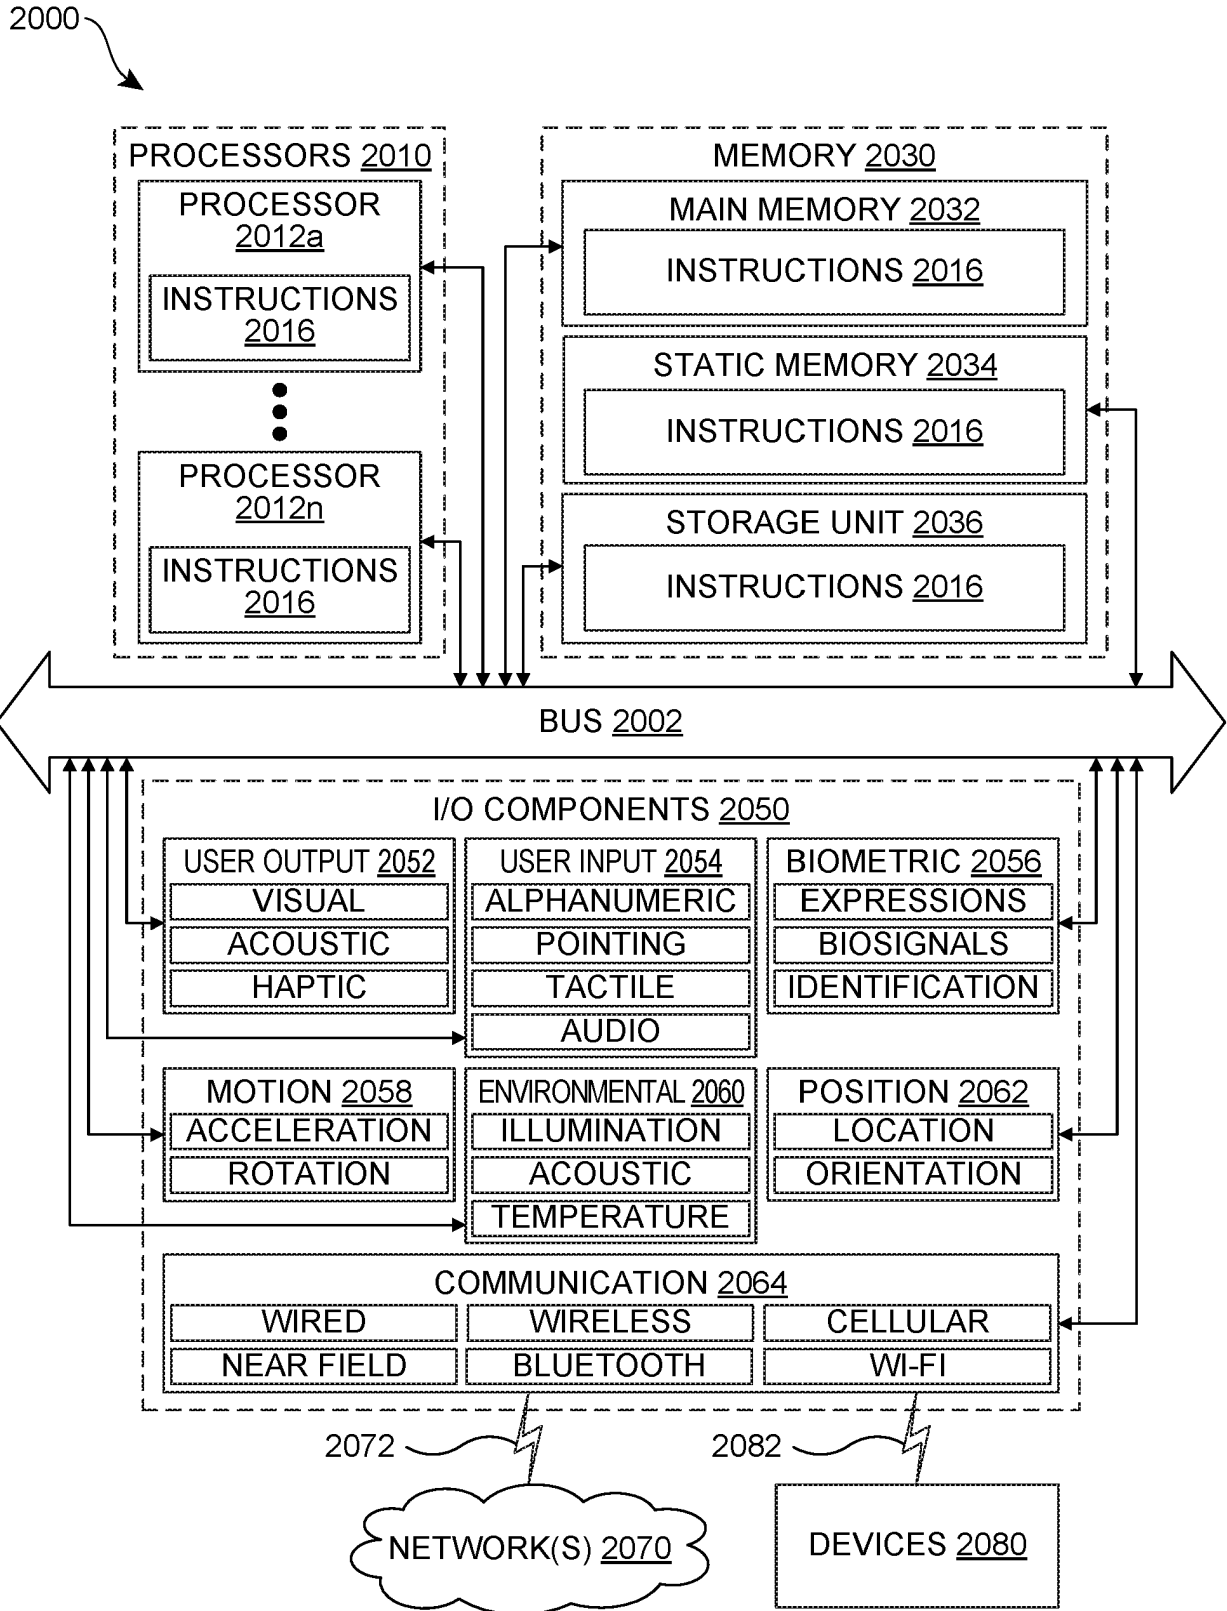 2000
PROCESSORS 2010
PROCESSOR
2012a
INSTRUCTIONS
2016
PROCESSOR
2012n
INSTRUCTIONS
2016
MEMORY 2030
MAIN MEMORY 2032
INSTRUCTIONS 2016
STATIC MEMORY 2034
INSTRUCTIONS 2016
STORAGE UNIT 2036
INSTRUCTIONS 2016
BUS 2002
I/O COMPONENTS 2050
USER OUTPUT 2052
VISUAL
ACOUSTIC
HAPTIC
USER INPUT 2054
ALPHANUMERIC
POINTING
TACTILE
AUDIO
BIOMETRIC 2056
EXPRESSIONS
BIOSIGNALS
IDENTIFICATION
MOTION 2058
ACCELERATION
ROTATION
ENVIRONMENTAL 2060
ILLUMINATION
ACOUSTIC
TEMPERATURE
POSITION 2062
LOCATION
ORIENTATION
COMMUNICATION 2064
WIRED
WIRELESS
CELLULAR
NEAR FIELD
BLUETOOTH
WI-FI
2072
2082
NETWORK(S) 2070
DEVICES 2080